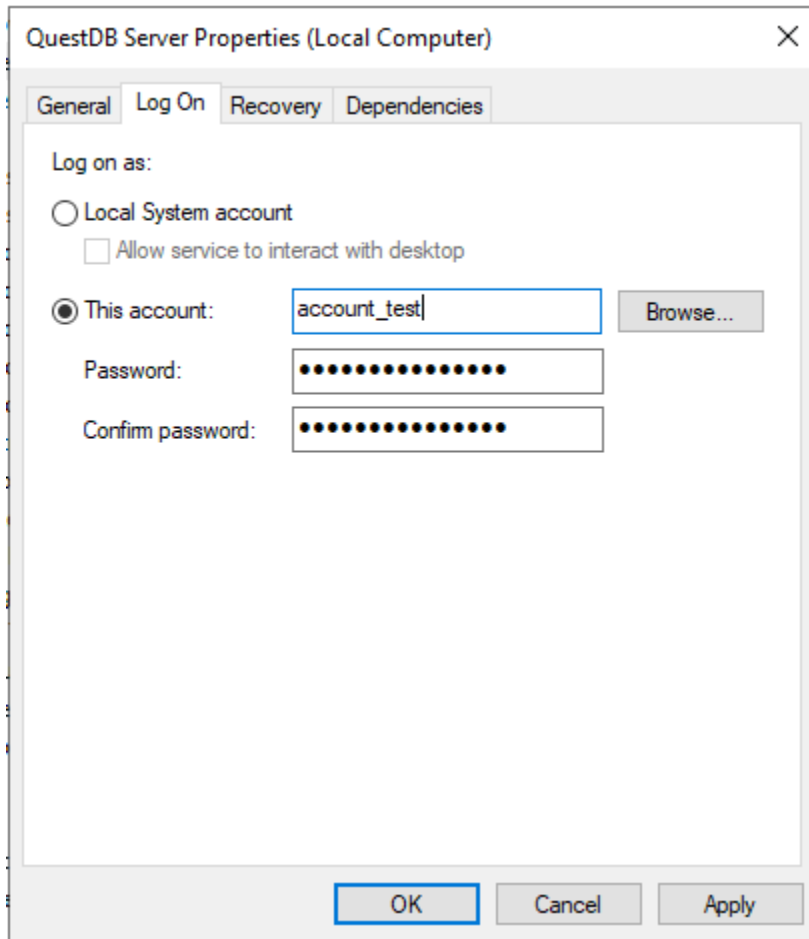 QuestDB Server Properties (Local Computer)
General Log On Recovery Dependencies
Log on as:
Local System account
Allow service to interact with desktop
This account: account_test Browse...
Password: •••••••••••••••
Confirm password: •••••••••••••••
OK Cancel Apply